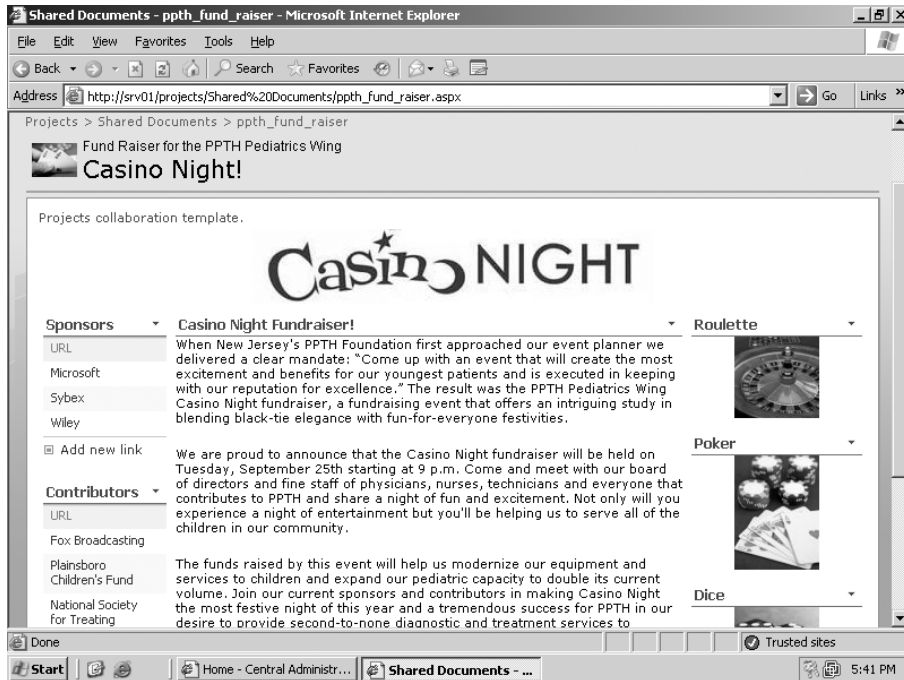 Shared Documents - ppth_fund_raiser - Microsoft Internet Explorer
File Edit View Favorites Tools Help
Back Search Favorites
Address http://srv01/projects/Shared%20Documents/ppth_fund_raiser.aspx Go Links »
Projects > Shared Documents > ppth_fund_raiser
Fund Raiser for the PPTH Pediatrics Wing
Casino Night!
Projects collaboration template.
Casino NIGHT
Sponsors
URL
Microsoft
Sybex
Wiley
Add new link
Contributors
URL
Fox Broadcasting
Plainsboro
Children's Fund
National Society
for Treating
Casino Night Fundraiser!
When New Jersey's PPTH Foundation first approached our event planner we
delivered a clear mandate: “Come up with an event that will create the most
excitement and benefits for our youngest patients and is executed in keeping
with our reputation for excellence.” The result was the PPTH Pediatrics Wing
Casino Night fundraiser, a fundraising event that offers an intriguing study in
blending black-tie elegance with fun-for-everyone festivities.
We are proud to announce that the Casino Night fundraiser will be held on
Tuesday, September 25th starting at 9 p.m. Come and meet with our board
of directors and fine staff of physicians, nurses, technicians and everyone that
contributes to PPTH and share a night of fun and excitement. Not only will you
experience a night of entertainment but you'll be helping us to serve all of the
children in our community.
The funds raised by this event will help us modernize our equipment and
services to children and expand our pediatric capacity to double its current
volume. Join our current sponsors and contributors in making Casino Night
the most festive night of this year and a tremendous success for PPTH in our
desire to provide second-to-none diagnostic and treatment services to
Roulette
Poker
Dice
Done Trusted sites
Start Home - Central Administr... Shared Documents - ... 5:41 PM